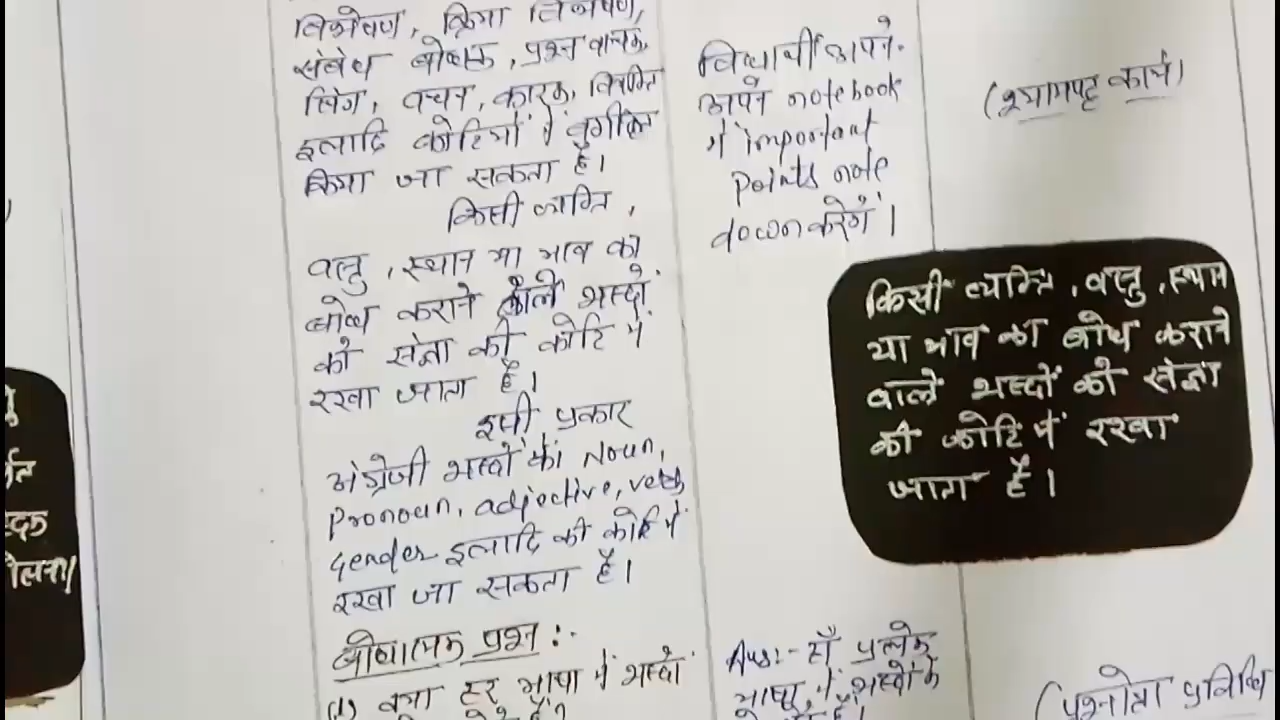 विशेषण, क्रिया विशेषण,
संबंध बोधक, प्रश्न वाचक,
लिंग, वचन, कारक, विभक्ति
इत्यादि कोटियों में वर्गीकृत
किया जा सकता है।
किसी व्यक्ति,
वस्तु, स्थान या भाव का
बोध कराने वाले शब्दों
को संज्ञा की कोटि में
रखा जाता है।
इसी प्रकार
अंग्रेजी शब्दों को Noun,
Pronoun, adjective, verb,
Gender इत्यादि की कोटि में
रखा जा सकता है।
बोधात्मक प्रश्न :-
(1) क्या हर भाषा में शब्दों
विद्यार्थी अपने-
अपने notebook
में important
Points note
down करेगें।
Ans:- हाँ प्रत्येक
भाषा में शब्दों के
(श्यामपट्ट कार्य)
किसी व्यक्ति, वस्तु, स्थान
या भाव का बोध कराने
वाले शब्दों को संज्ञा
की कोटि में रखा
जाता है।
(प्रश्नोत्तर प्रविधि